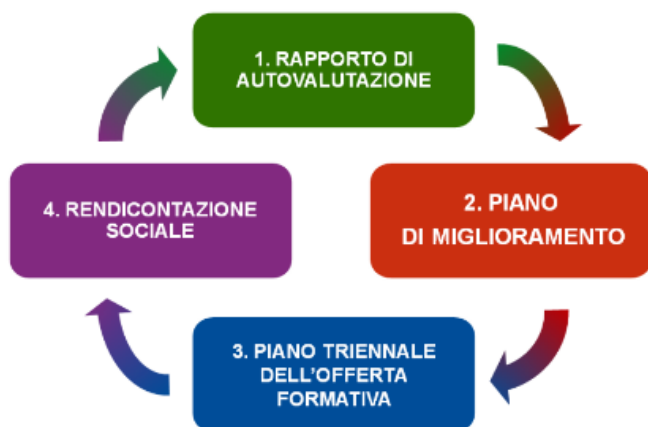 1. RAPPORTO DI
AUTOVALUTAZIONE
2. PIANO
DI MIGLIORAMENTO
3. PIANO TRIENNALE
DELL'OFFERTA
FORMATIVA
4. RENDICONTAZIONE
SOCIALE